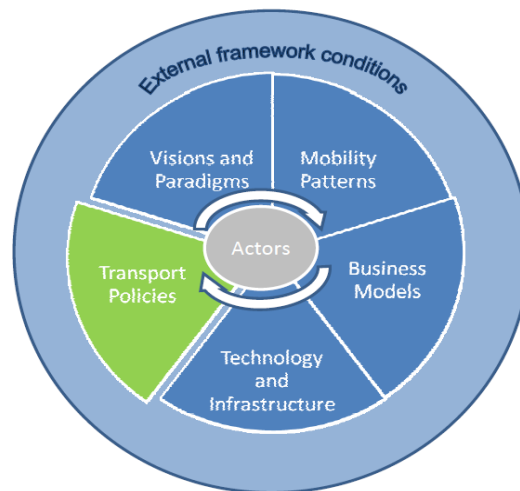 External framework conditions
Visions and
Paradigms
Mobility
Patterns
Actors
Transport
Policies
Business
Models
Technology
and
Infrastructure